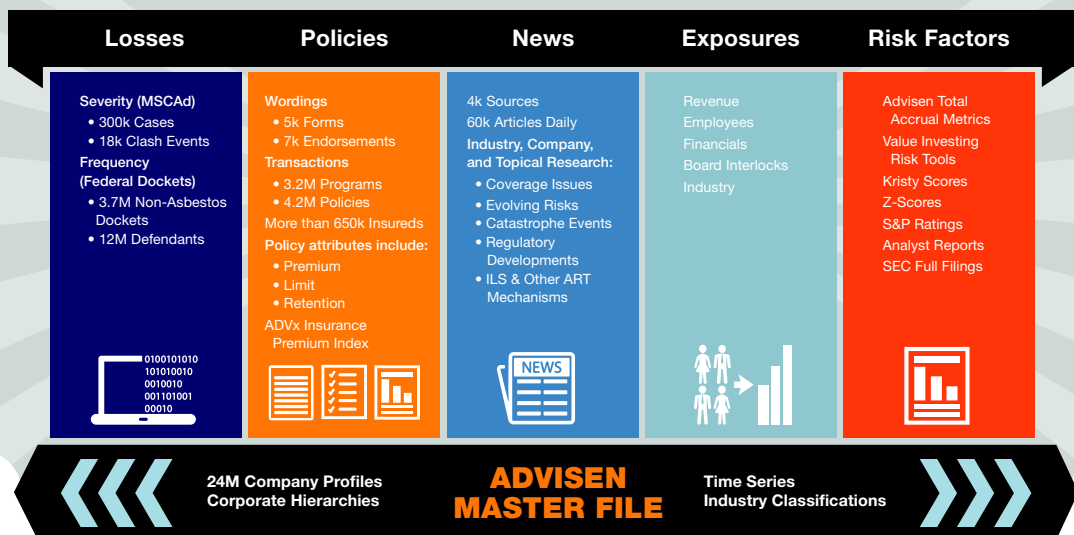 Losses
Policies
News
Exposures
Risk Factors
Severity (MSCAd)
• 300k Cases
• 18k Clash Events
Frequency
(Federal Dockets)
• 3.7M Non-Asbestos
Dockets
• 12M Defendants
0100101010
101010010
0010010
001101001
00010
Wordings
• 5k Forms
• 7k Endorsements
Transactions
• 3.2M Programs
• 4.2M Policies
More than 650k Insureds
Policy attributes include:
• Premium
• Limit
• Retention
ADVx Insurance
Premium Index
4k Sources
60k Articles Daily
Industry, Company,
and Topical Research:
• Coverage Issues
• Evolving Risks
• Catastrophe Events
• Regulatory
Developments
• ILS & Other ART
Mechanisms
NEWS
Revenue
Employees
Financials
Board Interlocks
Industry
Advisen Total
Accrual Metrics
Value Investing
Risk Tools
Kristy Scores
Z-Scores
S&P Ratings
Analyst Reports
SEC Full Filings
24M Company Profiles
Corporate Hierarchies
ADVISEN
MASTER FILE
Time Series
Industry Classifications